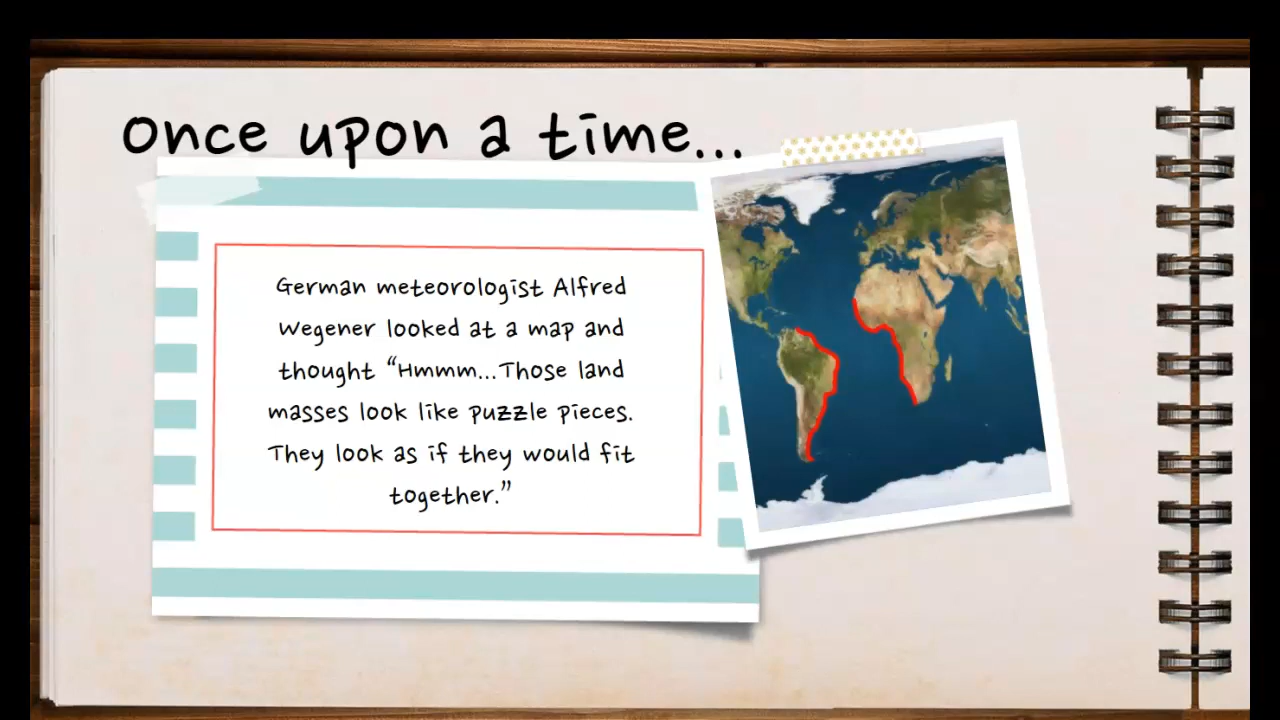 Once upon a time...
German meteorologist Alfred
Wegener looked at a map and
thought “Hmmm...Those land
masses look like puzzle pieces.
They look as if they would fit
together.”